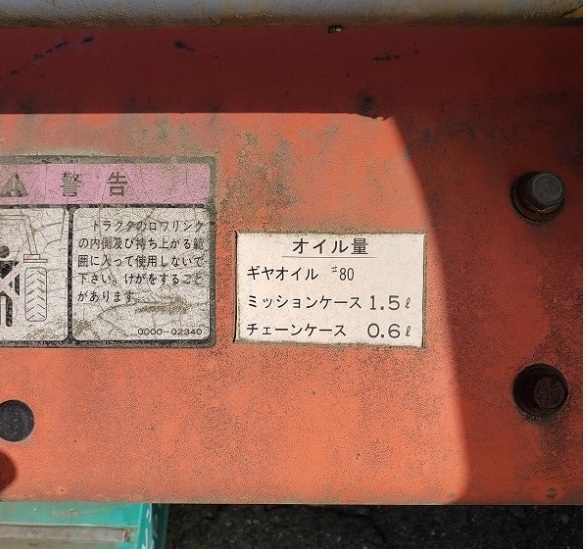 警告
トラクタのロワリンク
の内側及び持ち上がる範
囲に入って使用しないで
下さい。けがをすること
があります。
0000-02340
オイル量
ギヤオイル #80
ミッションケース 1.5ℓ
チェーンケース 0.6ℓ